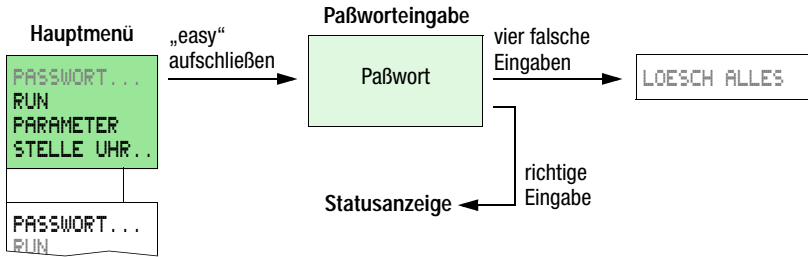 Hauptmenü
PASSWORT...
RUN
PARAMETER
STELLE UHR..
PASSWORT...
RUN
„easy“
aufschließen
Paßworteingabe
Paßwort
vier falsche
Eingaben
LOESCH ALLES
richtige
Eingabe
Statusanzeige